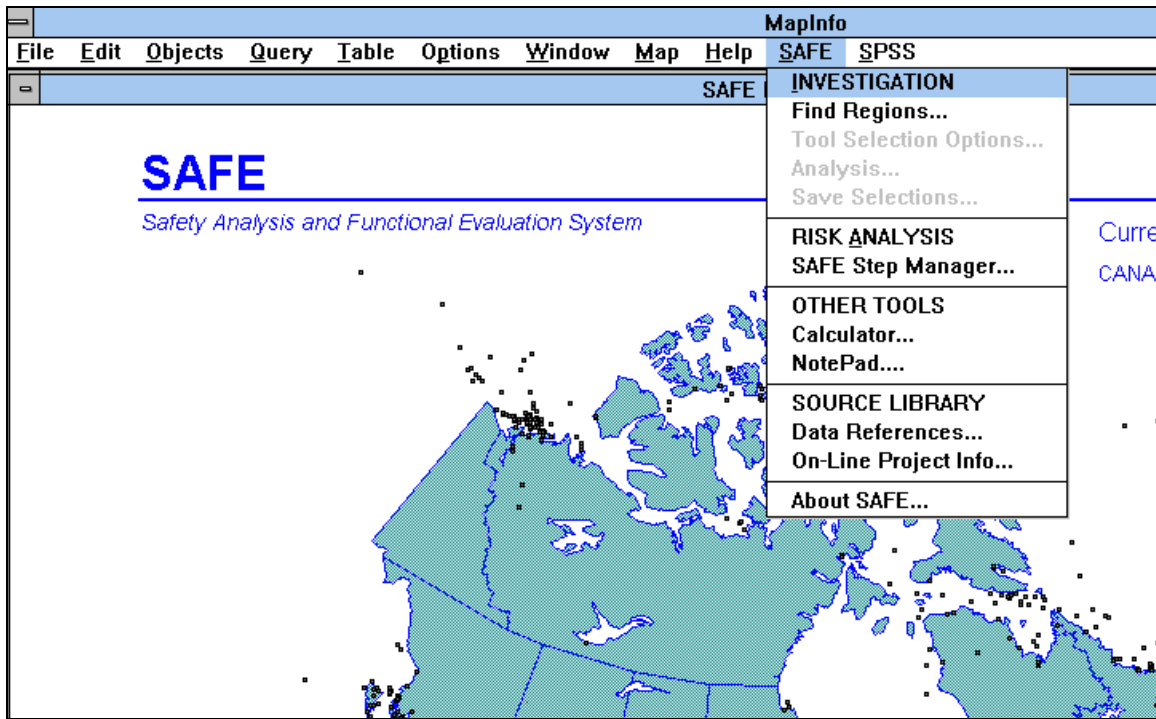 MapInfo
File Edit Objects Query Table Options Window Map Help SAFE SPSS
SAFE
INVESTIGATION
Find Regions...
Tool Selection Options...
Analysis...
Save Selections...
RISK ANALYSIS
SAFE Step Manager...
OTHER TOOLS
Calculator...
NotePad....
SOURCE LIBRARY
Data References...
On-Line Project Info...
About SAFE...
SAFE
Safety Analysis and Functional Evaluation System
Curre
CANA